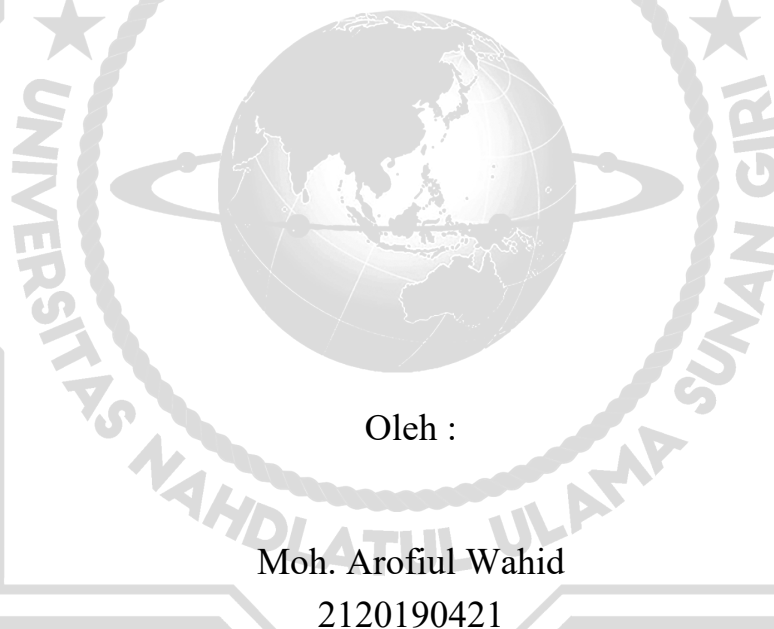 UNIVERSITAS NAHDLATUL ULAMA SUNAN GIRI
Oleh :
Moh. Arofiul Wahid
2120190421